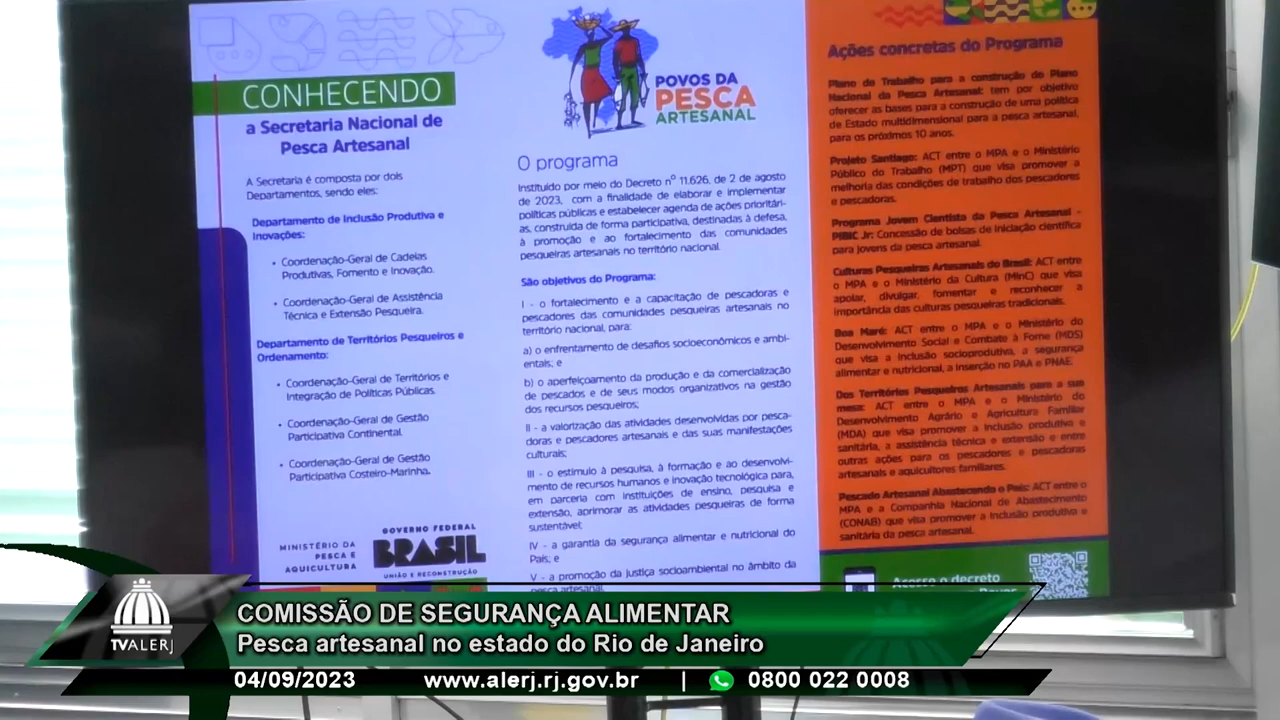 CONHECENDO
a Secretaria Nacional de
Pesca Artesanal
A Secretaria é composta por dois
Departamentos, sendo eles:
Departamento de Inclusão Produtiva e
Inovações:
• Coordenação-Geral de Cadeias
Produtivas, Fomento e Inovação.
• Coordenação-Geral de Assistência
Técnica e Extensão Pesqueira.
Departamento de Territórios Pesqueiros e
Ordenamento:
• Coordenação-Geral de Territórios e
Integração de Políticas Públicas.
• Coordenação-Geral de Gestão
Participativa Continental.
• Coordenação-Geral de Gestão
Participativa Costeiro-Marinha.
MINISTÉRIO DA
PESCA E
AQUICULTURA
GOVERNO FEDERAL
BRASIL
UNIÃO E RECONSTRUÇÃO
POVOS DA
PESCA
ARTESANAL
O programa
Instituído por meio do Decreto nº 11.626, de 2 de agosto
de 2023, com a finalidade de elaborar e implementar
políticas públicas e estabelecer agenda de ações prioritári-
as, construída de forma participativa, destinadas à defesa,
à promoção e ao fortalecimento das comunidades
pesqueiras artesanais no território nacional.
São objetivos do Programa:
I - o fortalecimento e a capacitação de pescadoras e
pescadores das comunidades pesqueiras artesanais no
território nacional, para:
a) o enfrentamento de desafios socioeconômicos e ambi-
entais; e
b) o aperfeiçoamento da produção e da comercialização
de pescados e de seus modos organizativos na gestão
dos recursos pesqueiros;
II - a valorização das atividades desenvolvidas por pesca-
doras e pescadores artesanais e das suas manifestações
culturais;
III - o estímulo à pesquisa, à formação e ao desenvolvi-
mento de recursos humanos e inovação tecnológica para,
em parceria com instituições de ensino, pesquisa e
extensão, aprimorar as atividades pesqueiras de forma
sustentável;
IV - a garantia da segurança alimentar e nutricional do
País; e
V - a promoção da justiça socioambiental no âmbito da
pesca artesanal.
Ações concretas do Programa
Plano de Trabalho para a construção do Plano
Nacional da Pesca Artesanal: tem por objetivo
oferecer as bases para a construção de uma política
de Estado multidimensional para a pesca artesanal,
para os próximos 10 anos.
Projeto Santiago: ACT entre o MPA e o Ministério
Público do Trabalho (MPT) que visa promover a
melhoria das condições de trabalho dos pescadores
e pescadoras.
Programa Jovem Cientista da Pesca Artesanal -
PIBIC Jr: Concessão de bolsas de iniciação científica
para jovens da pesca artesanal.
Culturas Pesqueiras Artesanais do Brasil: ACT entre
o MPA e o Ministério da Cultura (MinC) que visa
apoiar, divulgar, fomentar e reconhecer a
importância das culturas pesqueiras tradicionais.
Boa Maré: ACT entre o MPA e o Ministério do
Desenvolvimento Social e Combate à Fome (MDS)
que visa a inclusão socioprodutiva, a segurança
alimentar e nutricional, a inserção no PAA e PNAE.
Dos Territórios Pesqueiros Artesanais para a sua
mesa: ACT entre o MPA e o Ministério do
Desenvolvimento Agrário e Agricultura Familiar
(MDA) que visa promover a inclusão produtiva e
sanitária, a assistência técnica e extensão e entre
outras ações para os pescadores e pescadoras
artesanais e aquicultores familiares.
Pescado Artesanal Abastecendo o País: ACT entre o
MPA e a Companhia Nacional de Abastecimento
(CONAB) que visa promover a inclusão produtiva e
sanitária da pesca artesanal.
Acesse o decreto
TVALERJ
COMISSÃO DE SEGURANÇA ALIMENTAR
Pesca artesanal no estado do Rio de Janeiro
04/09/2023 www.alerj.rj.gov.br | 0800 022 0008